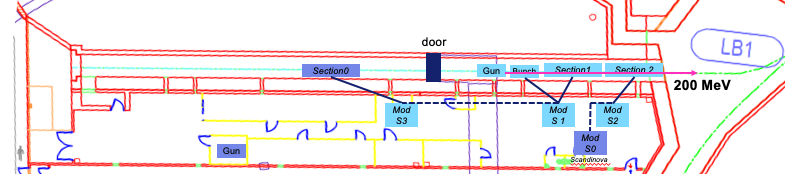 door
LB1
Section0
Gun
Bunch
Section1
Section 2
200 MeV
Mod
S3
Mod
S 1
Mod
S2
Mod
S0
Scandinova
Gun